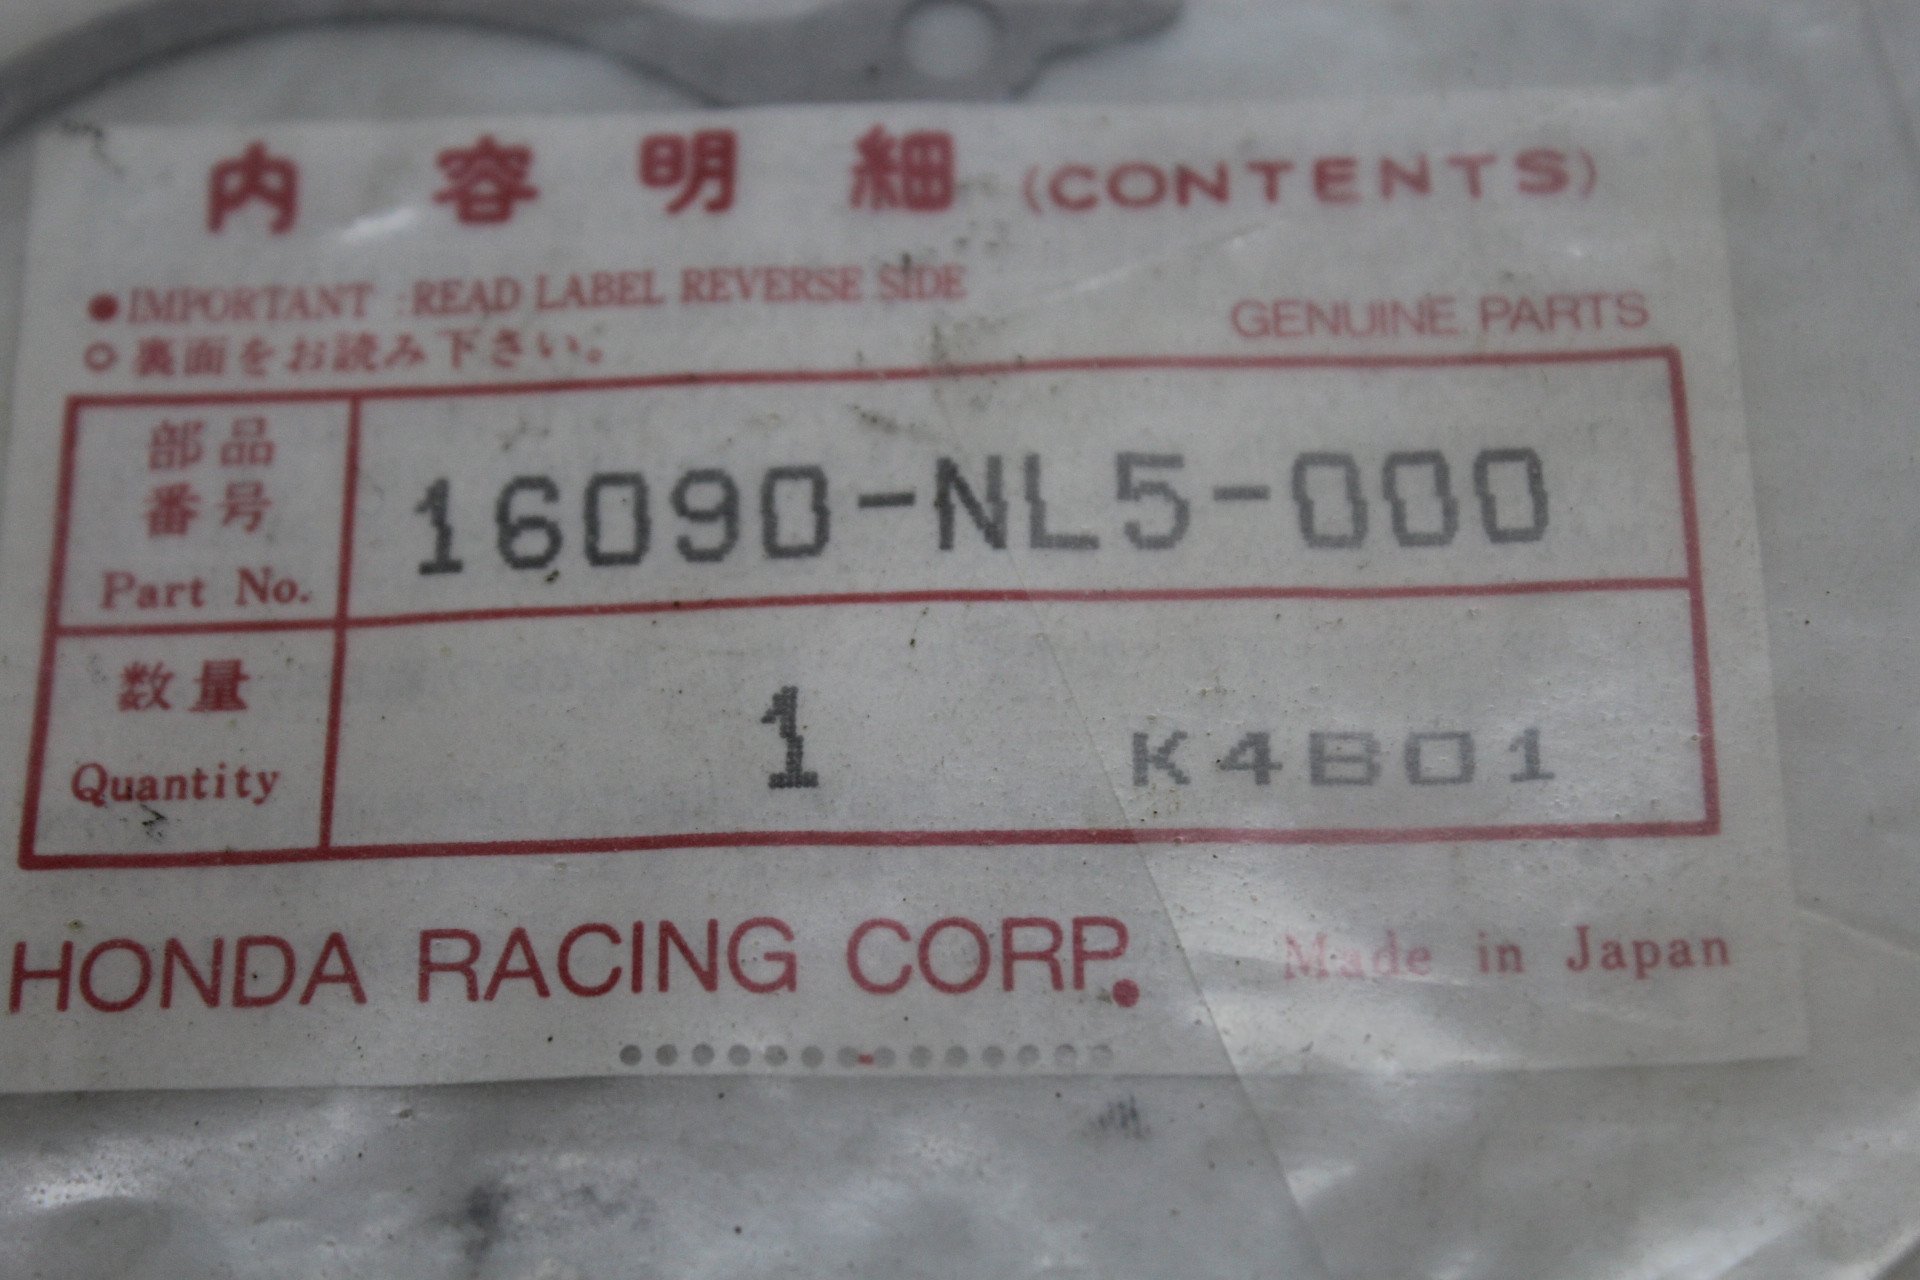 内容明細 (CONTENTS)
●IMPORTANT : READ LABEL REVERSE SIDE
○裏面をお読み下さい。
GENUINE PARTS
部品
番号
Part No.
16090-NL5-000
数量
Quantity
1
K4B01
HONDA RACING CORP.
Made in Japan